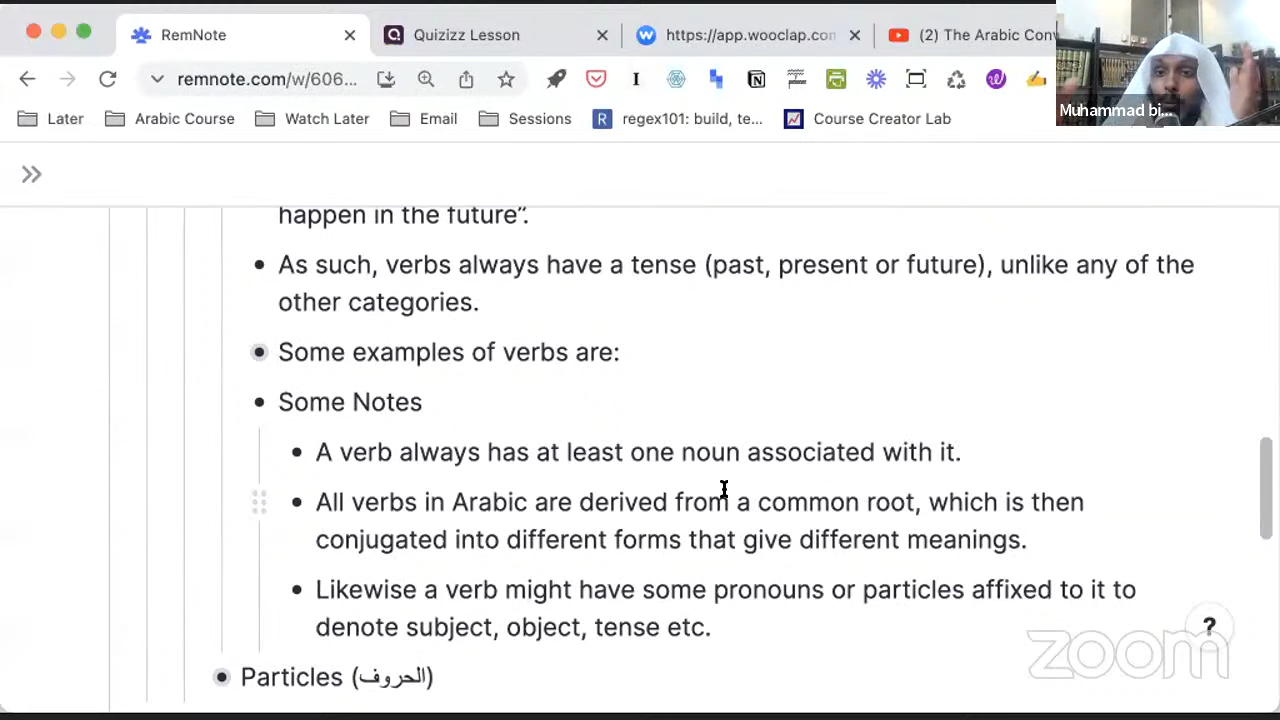 RemNote
Quizizz Lesson
https://app.wooclap.con
(2) The Arabic Con
remnote.com/w/606...
Later
Arabic Course
Watch Later
Email
Sessions
R
regex101: build, te...
Course Creator Lab
Muhammad bi...
happen in the future”.
As such, verbs always have a tense (past, present or future), unlike any of the
other categories.
Some examples of verbs are:
Some Notes
A verb always has at least one noun associated with it.
All verbs in Arabic are derived from a common root, which is then
conjugated into different forms that give different meanings.
Likewise a verb might have some pronouns or particles affixed to it to
denote subject, object, tense etc.
?
zoom
Particles (الحروف)